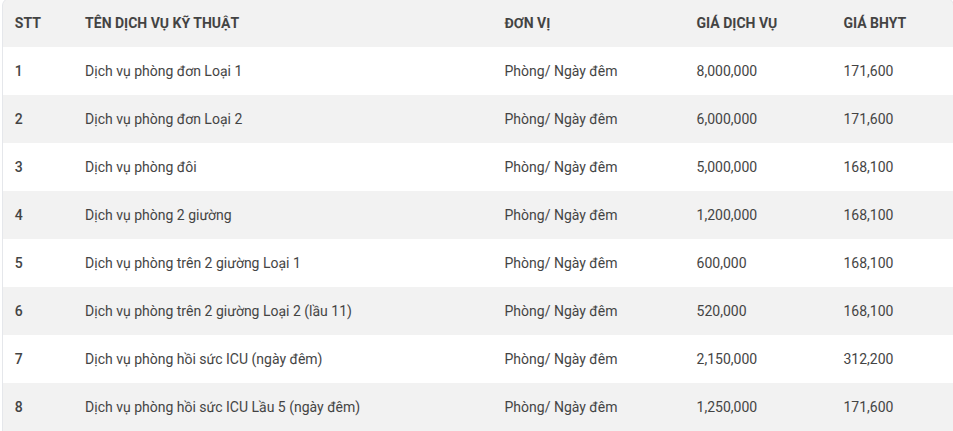 STT TÊN DỊCH VỤ KỸ THUẬT ĐƠN VỊ GIÁ DỊCH VỤ GIÁ BHYT
1 Dịch vụ phòng đơn Loại 1 Phòng/ Ngày đêm 8,000,000 171,600
2 Dịch vụ phòng đơn Loại 2 Phòng/ Ngày đêm 6,000,000 171,600
3 Dịch vụ phòng đôi Phòng/ Ngày đêm 5,000,000 168,100
4 Dịch vụ phòng 2 giường Phòng/ Ngày đêm 1,200,000 168,100
5 Dịch vụ phòng trên 2 giường Loại 1 Phòng/ Ngày đêm 600,000 168,100
6 Dịch vụ phòng trên 2 giường Loại 2 (lầu 11) Phòng/ Ngày đêm 520,000 168,100
7 Dịch vụ phòng hồi sức ICU (ngày đêm) Phòng/ Ngày đêm 2,150,000 312,200
8 Dịch vụ phòng hồi sức ICU Lầu 5 (ngày đêm) Phòng/ Ngày đêm 1,250,000 171,600